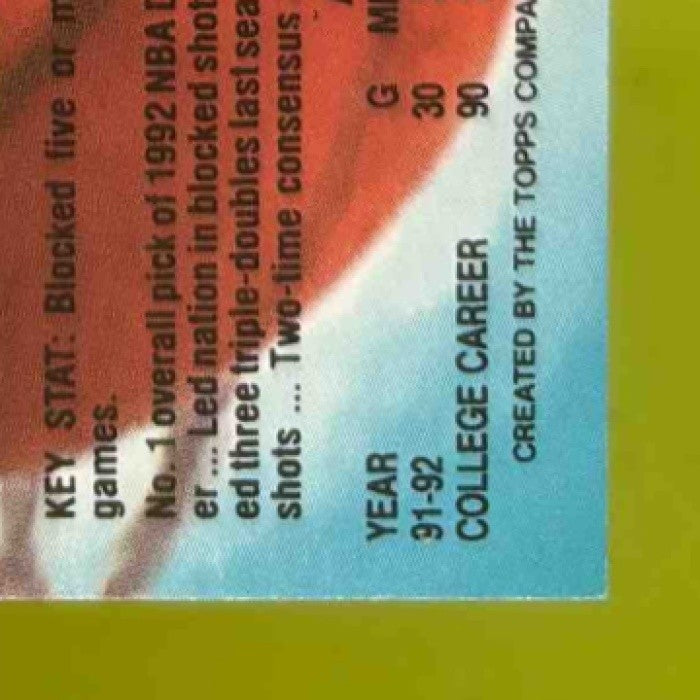 KEY STAT: Blocked five or m
games.
No. 1 overall pick of 1992 NBA D
er ... Led nation in blocked shot
ed three triple-doubles last sea
shots ... Two-time consensus
YEAR G MI
91-92 30
COLLEGE CAREER 90
CREATED BY THE TOPPS COMPA